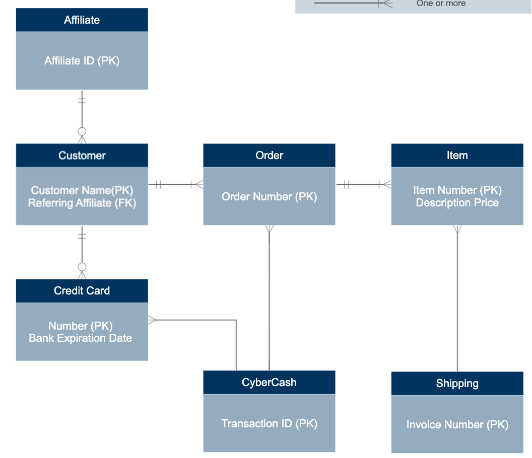 One or more
Affiliate
Affiliate ID (PK)
Customer
Customer Name(PK)
Referring Affiliate (FK)
Order
Order Number (PK)
Item
Item Number (PK)
Description Price
Credit Card
Number (PK)
Bank Expiration Date
CyberCash
Transaction ID (PK)
Shipping
Invoice Number (PK)